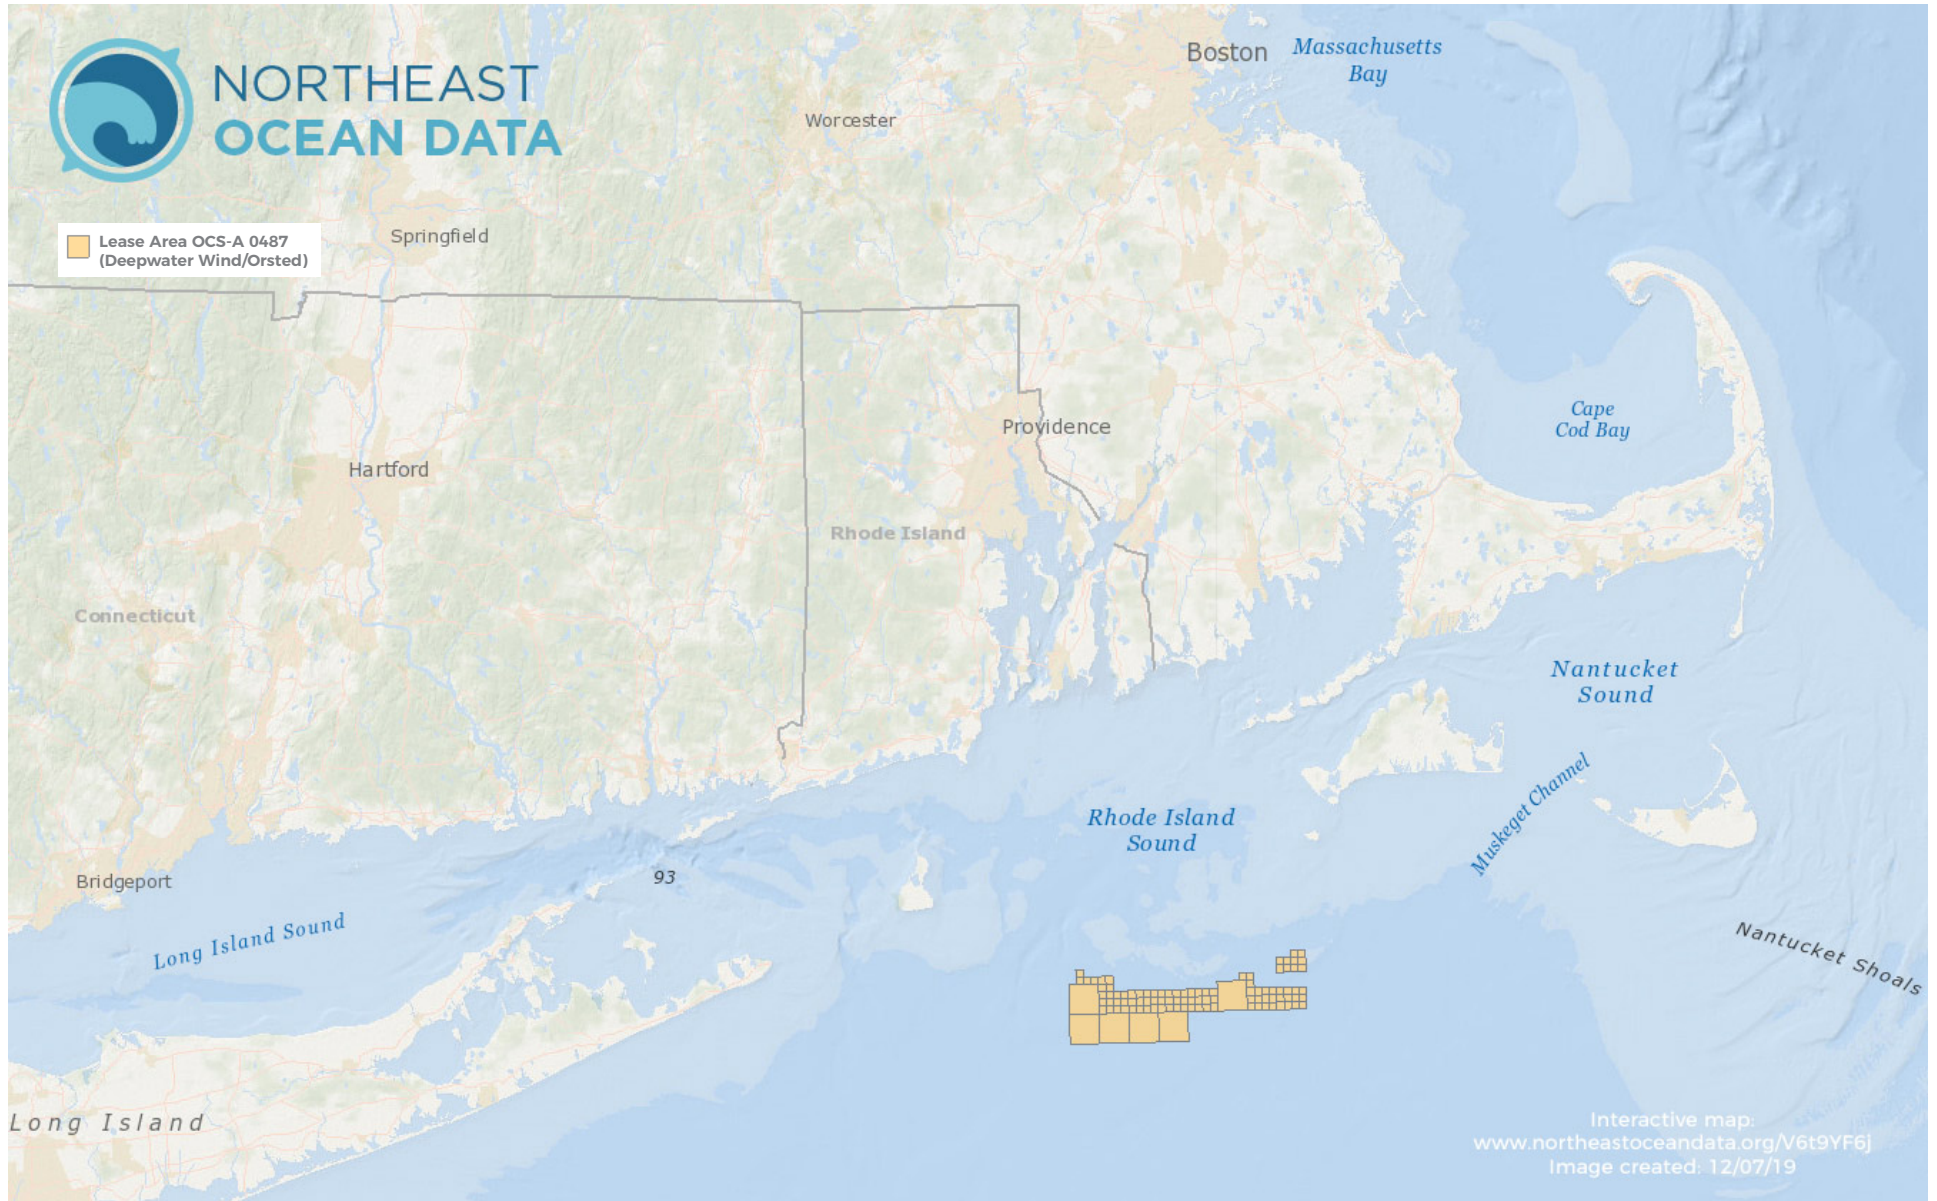 NORTHEAST
OCEAN DATA
Boston
Massachusetts
Bay
Worcester
Springfield
Lease Area OCS-A 0487
(Deepwater Wind/Orsted)
Cape
Cod Bay
Providence
Hartford
Rhode Island
Connecticut
Nantucket
Sound
Muskeget Channel
Rhode Island
Sound
93
Bridgeport
Long Island Sound
Nantucket Shoals
Long Island
Interactive map:
www.northeastoceandata.org/V6t9YF6j
Image created: 12/07/19